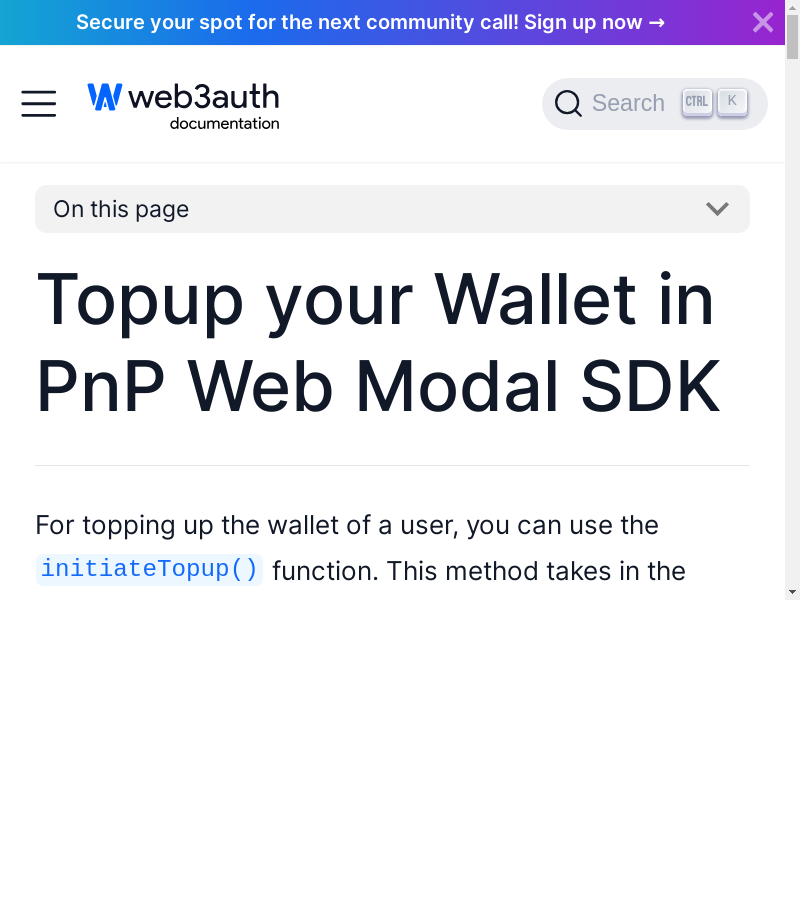 Secure your spot for the next community call! Sign up now →
web3auth
documentation
Search CTRL K
On this page
Topup your Wallet in
PnP Web Modal SDK
For topping up the wallet of a user, you can use the
initiateTopup() function. This method takes in the